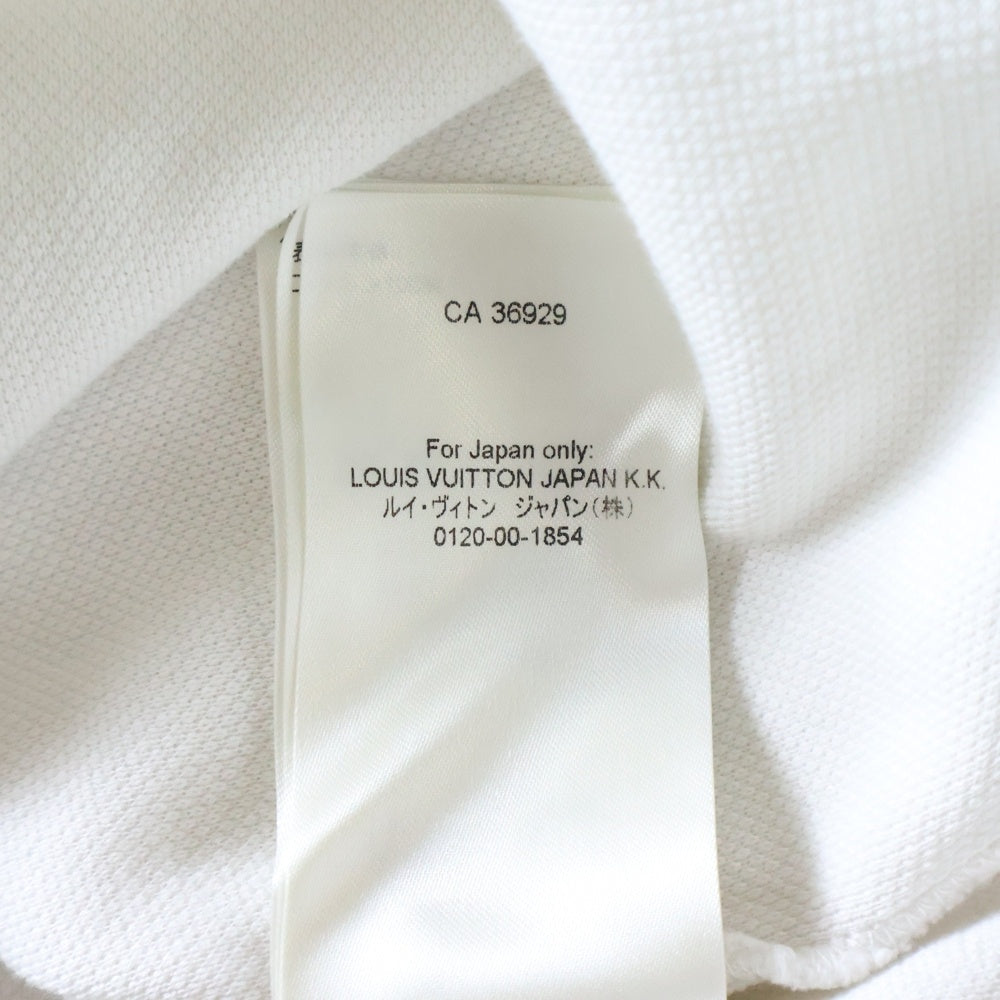 CA 36929
For Japan only:
LOUIS VUITTON JAPAN K.K.
ルイ・ヴィトン ジャパン(株)
0120-00-1854